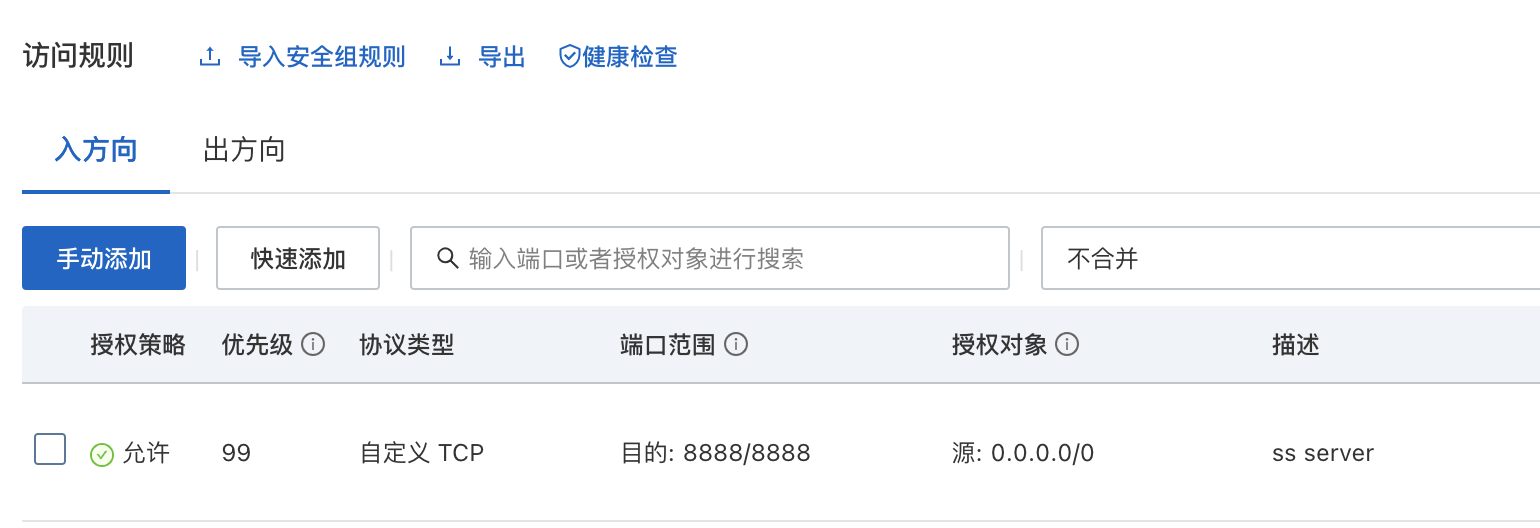 访问规则 导入安全组规则 导出 健康检查
入方向 出方向
手动添加 快速添加 输入端口或者授权对象进行搜索 不合并
授权策略 优先级 协议类型 端口范围 授权对象 描述
允许 99 自定义 TCP 目的: 8888/8888 源: 0.0.0.0/0 ss server